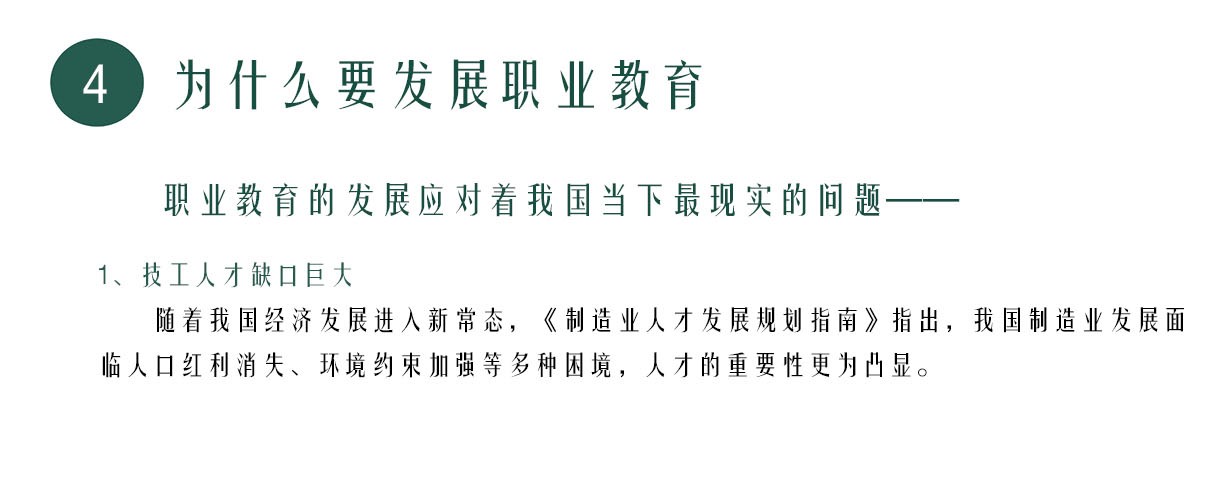 4 为什么要发展职业教育
职业教育的发展应对着我国当下最现实的问题——
1、技工人才缺口巨大
随着我国经济发展进入新常态，《制造业人才发展规划指南》指出，我国制造业发展面
临人口红利消失、环境约束加强等多种困境，人才的重要性更为凸显。